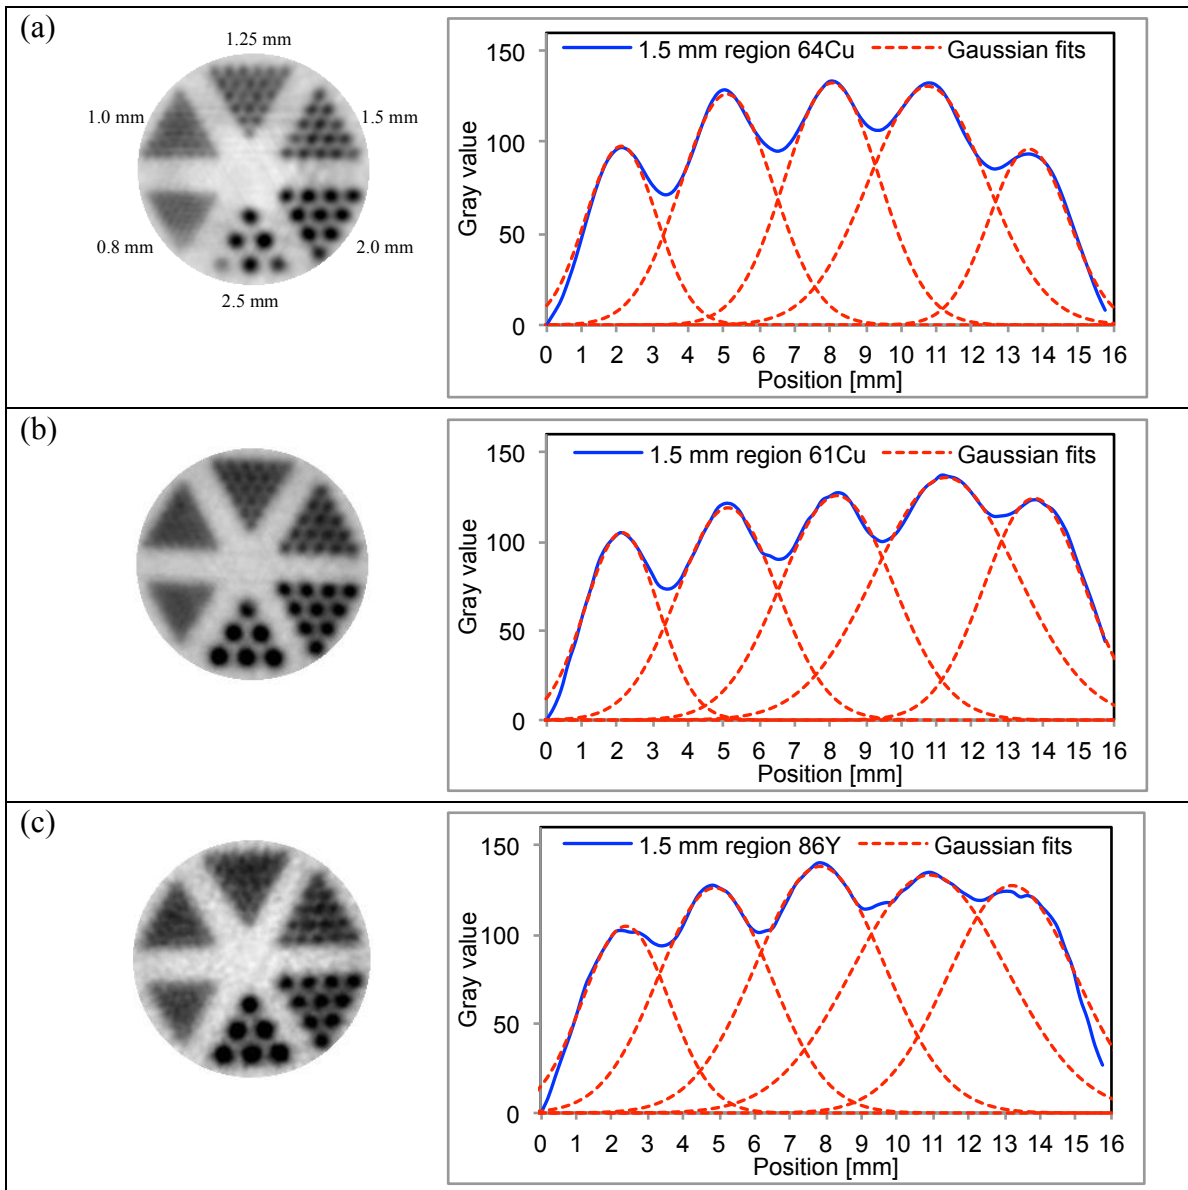 (a)
1.25 mm
1.0 mm
1.5 mm
0.8 mm
2.0 mm
2.5 mm
1.5 mm region 64Cu Gaussian fits
Gray value
150
100
50
0
0 1 2 3 4 5 6 7 8 9 10 11 12 13 14 15 16
Position [mm]
(b)
1.5 mm region 61Cu Gaussian fits
Gray value
150
100
50
0
0 1 2 3 4 5 6 7 8 9 10 11 12 13 14 15 16
Position [mm]
(c)
1.5 mm region 86Y Gaussian fits
Gray value
150
100
50
0
0 1 2 3 4 5 6 7 8 9 10 11 12 13 14 15 16
Position [mm]